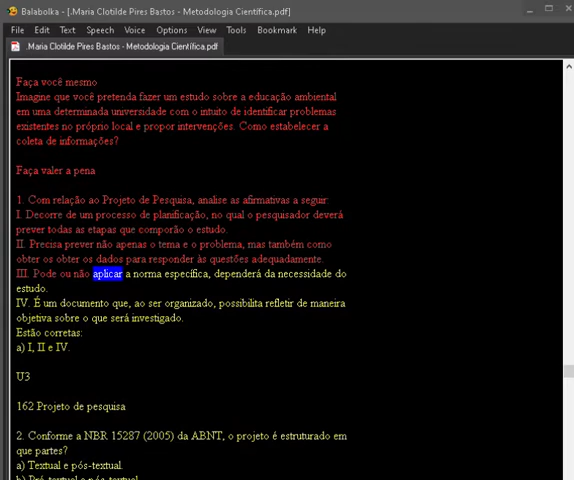 Balabolka - [.Maria Clotilde Pires Bastos - Metodologia Científica.pdf]
File Edit Text Speech Voice Options View Tools Bookmark Help
.Maria Clotilde Pires Bastos - Metodologia Científica.pdf
Faça você mesmo
Imagine que você pretenda fazer um estudo sobre a educação ambiental
em uma determinada universidade com o intuito de identificar problemas
existentes no próprio local e propor intervenções. Como estabelecer a
coleta de informações?
Faça valer a pena
1. Com relação ao Projeto de Pesquisa, analise as afirmativas a seguir:
I. Decorre de um processo de planificação, no qual o pesquisador deverá
prever todas as etapas que comporão o estudo.
II. Precisa prever não apenas o tema e o problema, mas também como
obter os obter os dados para responder às questões adequadamente.
III. Pode ou não aplicar a norma específica, dependerá da necessidade do
estudo.
IV. É um documento que, ao ser organizado, possibilita refletir de maneira
objetiva sobre o que será investigado.
Estão corretas:
a) I, II e IV.
U3
162 Projeto de pesquisa
2. Conforme a NBR 15287 (2005) da ABNT, o projeto é estruturado em
que partes?
a) Textual e pós-textual.
b) Pré-textual e pós-textual.